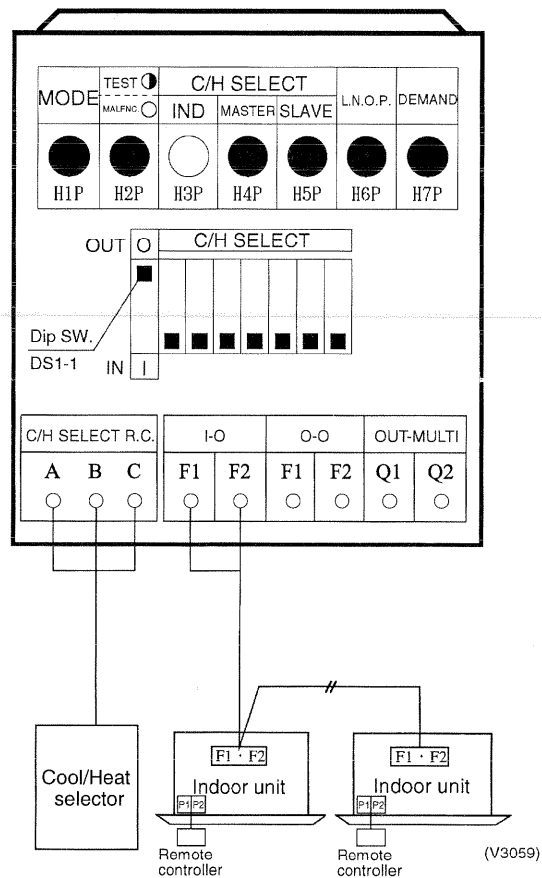 MODE TEST C/H SELECT L.N.O.P. DEMAND
MALFNC. IND MASTER SLAVE
H1P H2P H3P H4P H5P H6P H7P
OUT O C/H SELECT
Dip SW.
DS1-1 IN I
C/H SELECT R.C. I-O O-O OUT-MULTI
A B C F1 F2 F1 F2 Q1 Q2
F1 · F2 F1 · F2
Cool/Heat
selector
Indoor unit Indoor unit
P1 P2 P1 P2
Remote
controller
Remote
controller
(V3059)